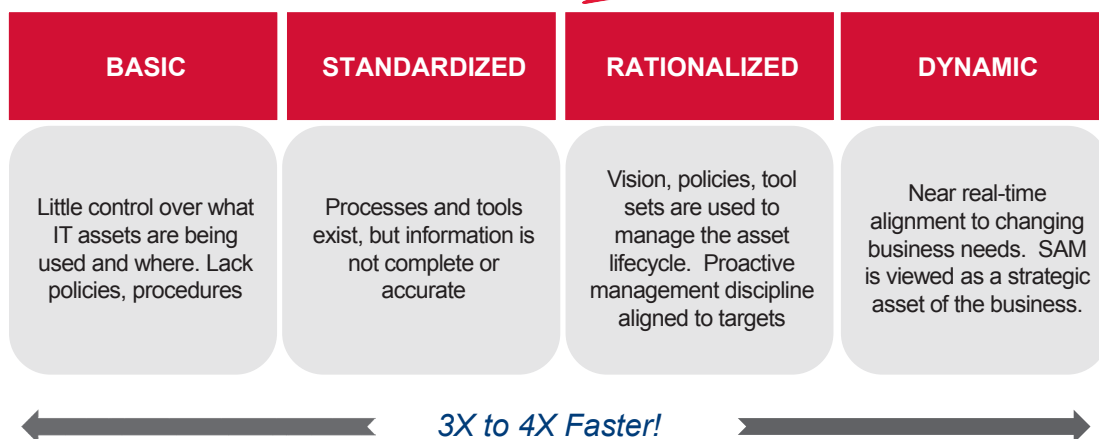 BASIC
STANDARDIZED
RATIONALIZED
DYNAMIC
Little control over what
IT assets are being
used and where. Lack
policies, procedures
Processes and tools
exist, but information is
not complete or
accurate
Vision, policies, tool
sets are used to
manage the asset
lifecycle.  Proactive
management discipline
aligned to targets
Near real-time
alignment to changing
business needs.  SAM
is viewed as a strategic
asset of the business.
3X to 4X Faster!